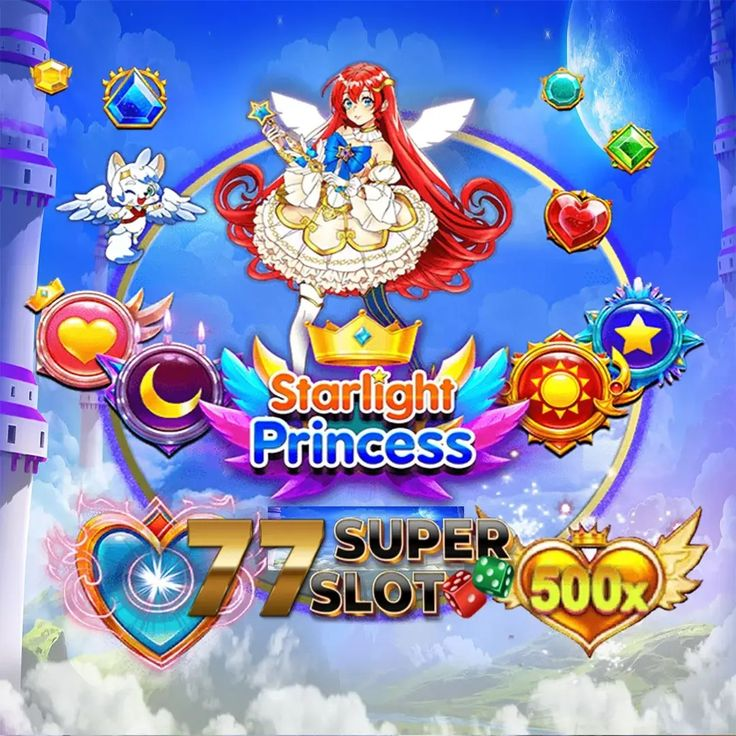 Starlight
Princess
77 SUPER
SLOT
500x